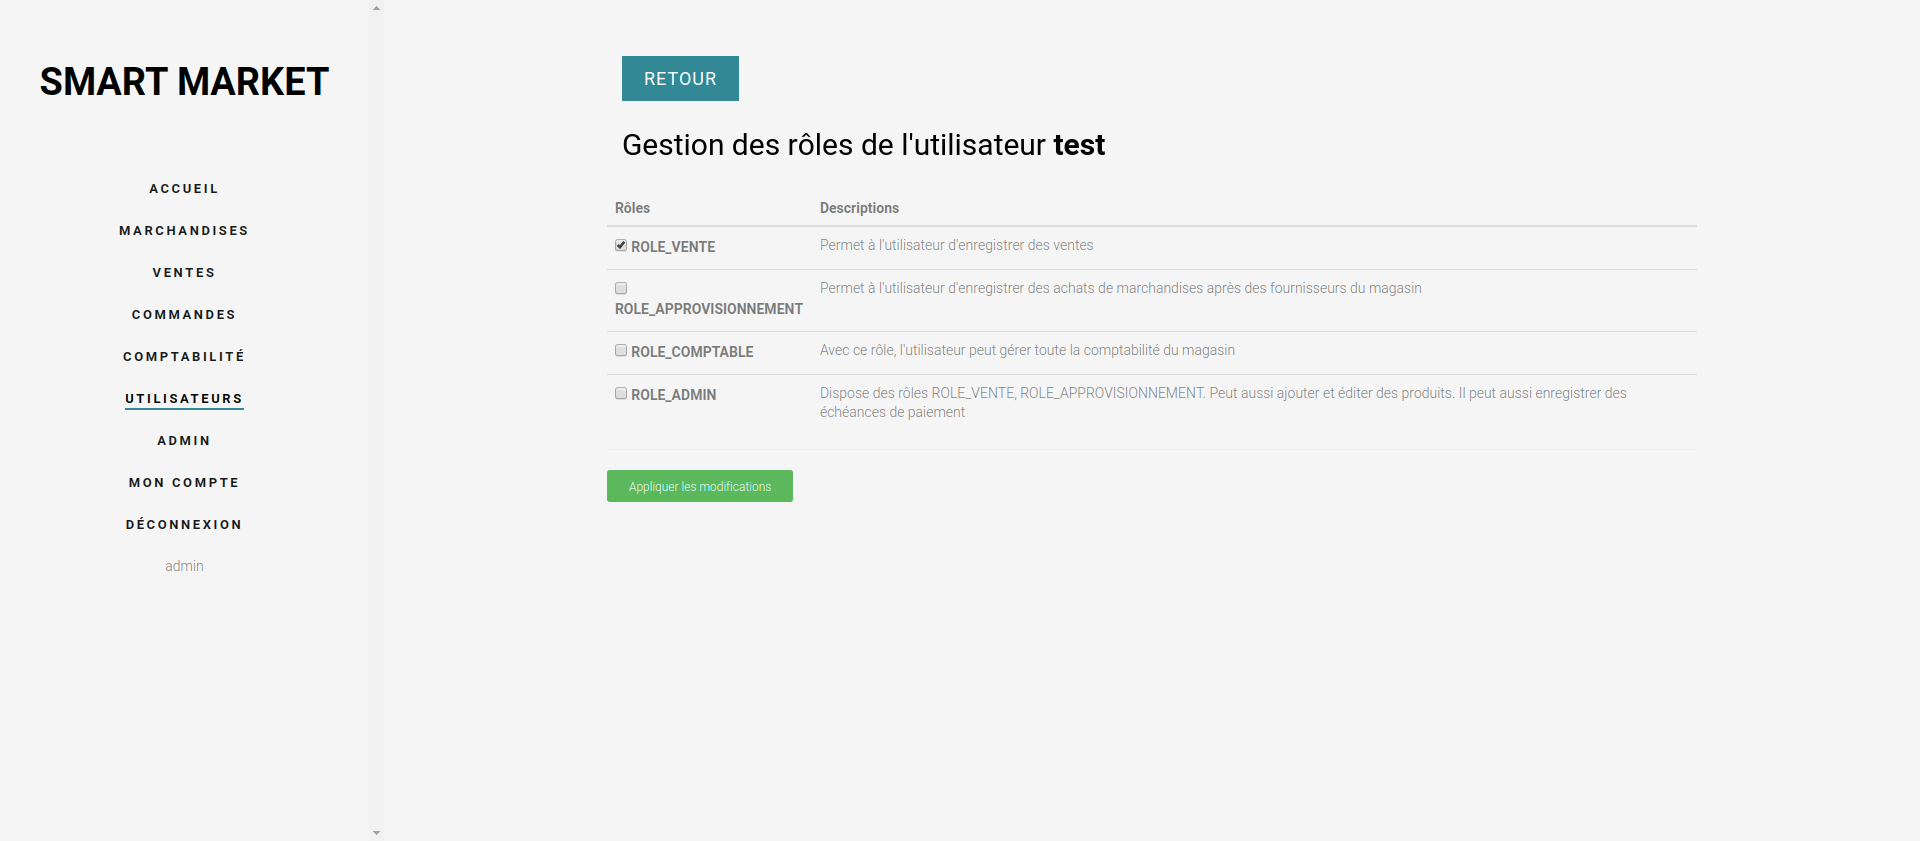 SMART MARKET
ACCUEIL
MARCHANDISES
VENTES
COMMANDES
COMPTABILITÉ
UTILISATEURS
ADMIN
MON COMPTE
DÉCONNEXION
admin
RETOUR
Gestion des rôles de l'utilisateur test
Rôles Descriptions
ROLE_VENTE Permet à l'utilisateur d'enregistrer des ventes
ROLE_APPROVISIONNEMENT Permet à l'utilisateur d'enregistrer des achats de marchandises après des fournisseurs du magasin
ROLE_COMPTABLE Avec ce rôle, l'utilisateur peut gérer toute la comptabilité du magasin
ROLE_ADMIN Dispose des rôles ROLE_VENTE, ROLE_APPROVISIONNEMENT. Peut aussi ajouter et éditer des produits. Il peut aussi enregistrer des
échéances de paiement
Appliquer les modifications